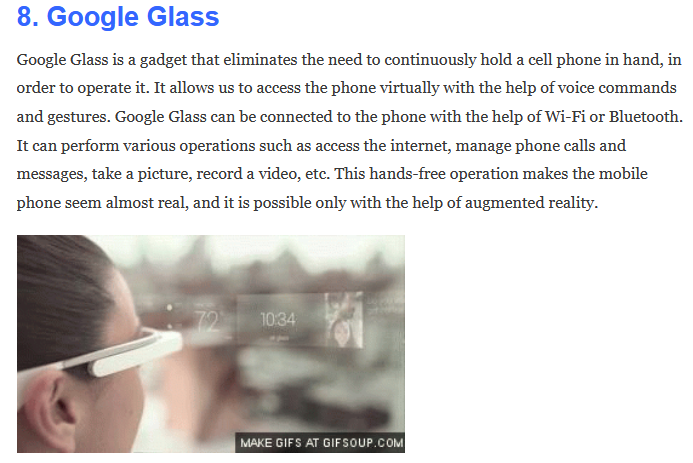 8. Google Glass
Google Glass is a gadget that eliminates the need to continuously hold a cell phone in hand, in
order to operate it. It allows us to access the phone virtually with the help of voice commands
and gestures. Google Glass can be connected to the phone with the help of Wi-Fi or Bluetooth.
It can perform various operations such as access the internet, manage phone calls and
messages, take a picture, record a video, etc. This hands-free operation makes the mobile
phone seem almost real, and it is possible only with the help of augmented reality.
72°
10:34
MAKE GIFS AT GIFSOUP.COM